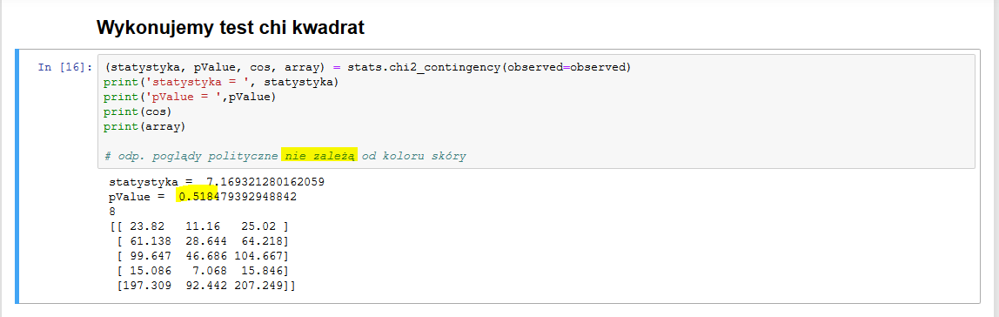 Wykonujemy test chi kwadrat
In [16]: (statystyka, pValue, cos, array) = stats.chi2_contingency(observed=observed)
print('statystyka = ', statystyka)
print('pValue = ',pValue)
print(cos)
print(array)
# odp. poglądy polityczne nie zależą od koloru skóry
statystyka =  7.169321280162059
pValue =  0.518479392948842
8
[[ 23.82   11.16   25.02 ]
 [ 61.138  28.644  64.218]
 [ 99.647  46.686 104.667]
 [ 15.086   7.068  15.846]
 [197.309  92.442 207.249]]